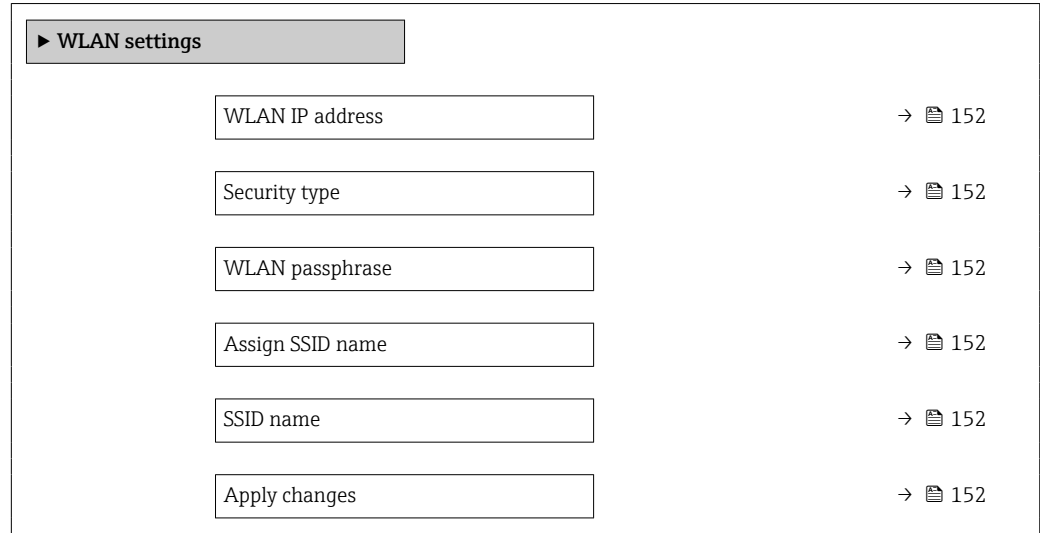 ▶ WLAN settings
WLAN IP address → 152
Security type → 152
WLAN passphrase → 152
Assign SSID name → 152
SSID name → 152
Apply changes → 152